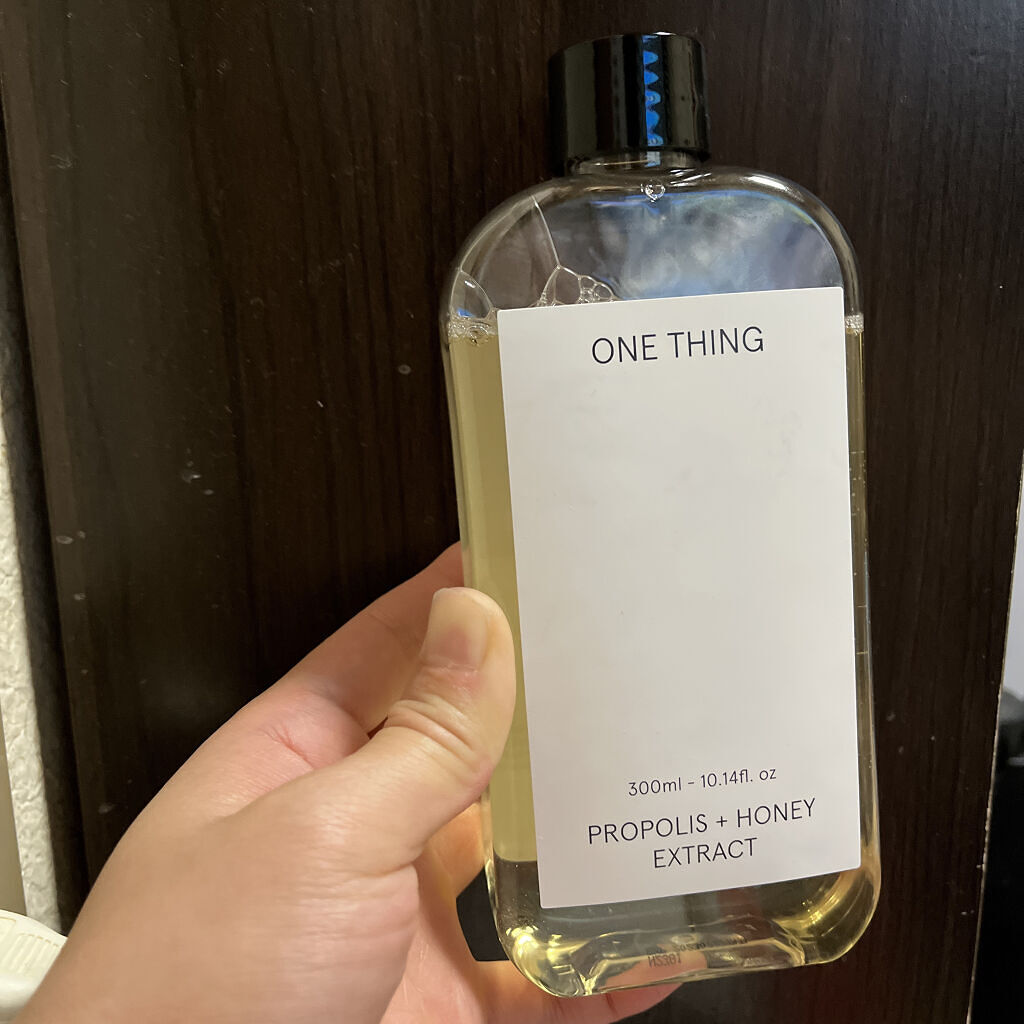 ONE THING
300ml - 10.14fl. oz
PROPOLIS + HONEY
EXTRACT